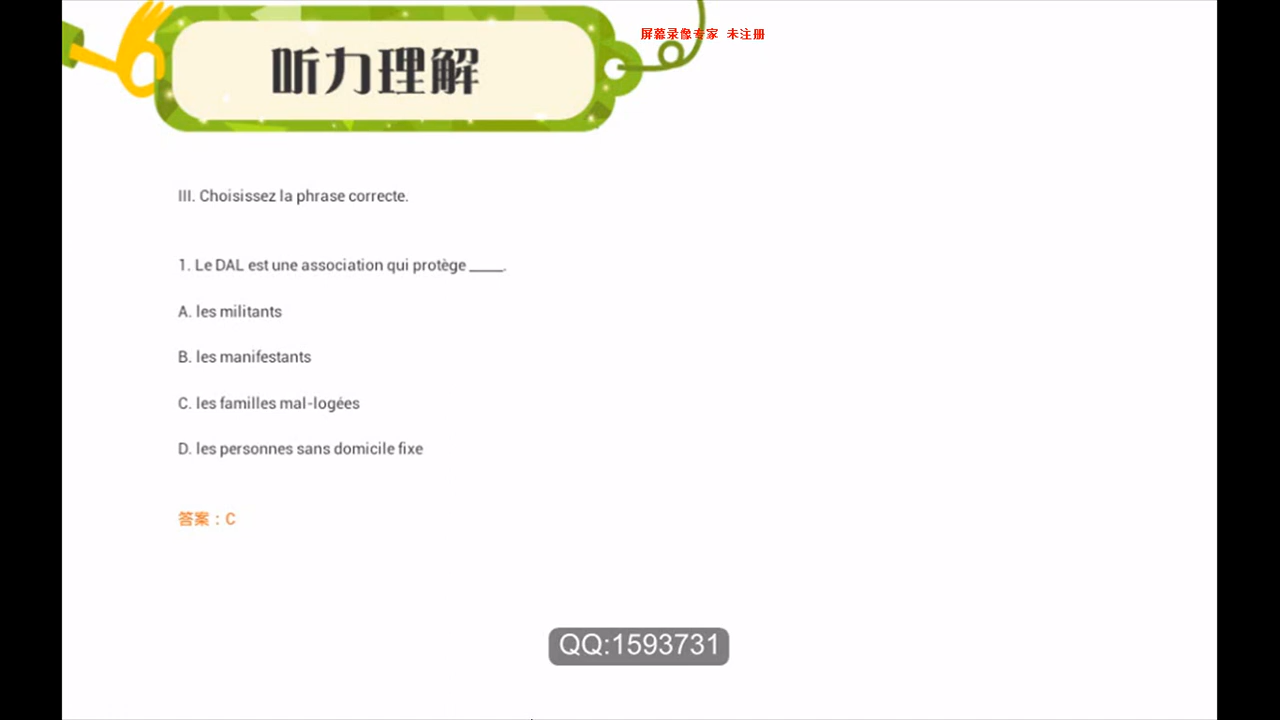 屏幕录像专家 未注册
听力理解
III. Choisissez la phrase correcte.
1. Le DAL est une association qui protège ____.
A. les militants
B. les manifestants
C. les familles mal-logées
D. les personnes sans domicile fixe
答案：C
QQ:1593731